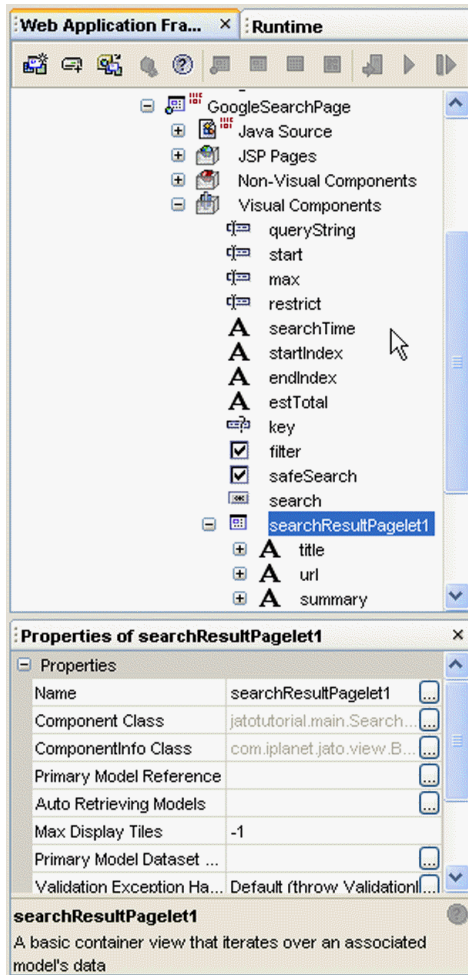 Web Application Fra... × Runtime
GoogleSearchPage
Java Source
JSP Pages
Non-Visual Components
Visual Components
queryString
start
max
restrict
A searchTime
A startIndex
A endIndex
A estTotal
key
filter
safeSearch
search
searchResultPagelet1
A title
A url
A summary
Properties of searchResultPagelet1 ×
Properties
Name searchResultPagelet1 ...
Component Class jatotutorial.main.Search... ...
ComponentInfo Class com.iplanet.jato.view.B... ...
Primary Model Reference ...
Auto Retrieving Models ...
Max Display Tiles -1
Primary Model Dataset ... ...
Validation Exception Ha... Default (throw ValidationI... ...
searchResultPagelet1 ?
A basic container view that iterates over an associated
model's data